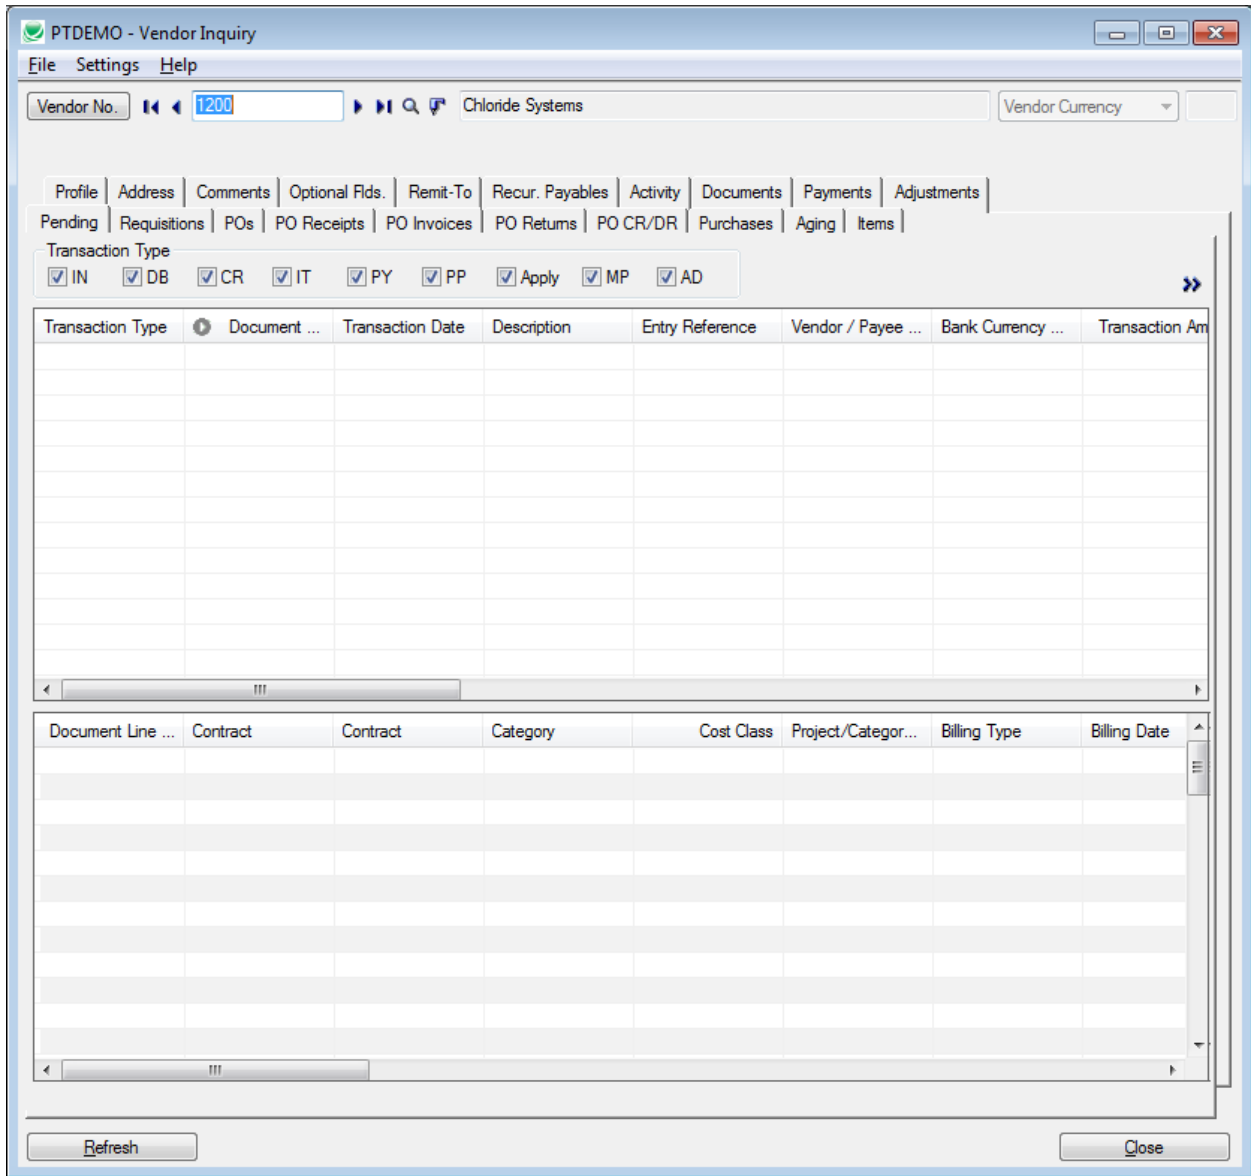 PTDEMO - Vendor Inquiry
File Settings Help
Vendor No. 1200 Chloride Systems Vendor Currency
Profile Address Comments Optional Flds. Remit-To Recur. Payables Activity Documents Payments Adjustments
Pending Requisitions POs PO Receipts PO Invoices PO Returns PO CR/DR Purchases Aging Items
Transaction Type
IN DB CR IT PY PP Apply MP AD
Transaction Type Document ... Transaction Date Description Entry Reference Vendor / Payee ... Bank Currency ... Transaction Am
Document Line ... Contract Contract Category Cost Class Project/Categor... Billing Type Billing Date
Refresh Close